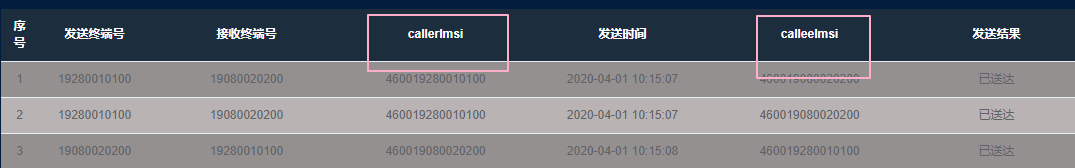 序号 发送终端号 接收终端号 callerImsi 发送时间 calleeImsi 发送结果
1 19280010100 19080020200 460019280010100 2020-04-01 10:15:07 460019080020200 已送达
2 19280010100 19080020200 460019280010100 2020-04-01 10:15:07 460019080020200 已送达
3 19080020200 19280010100 460019080020200 2020-04-01 10:15:08 460019280010100 已送达